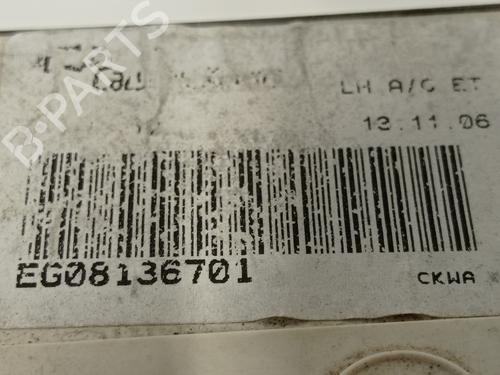 LH A/C ET
13.11.06
EG08136701
CKWA
B-PARTS